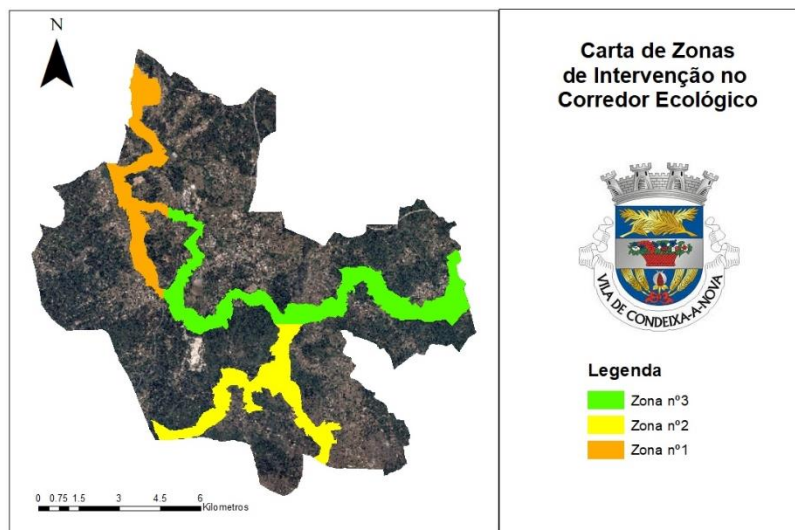 N
Carta de Zonas
de Intervenção no
Corredor Ecológico
VILA DE CONDEIXA-A-NOVA
Legenda
Zona nº3
Zona nº2
Zona nº1
0 0.75 1.5 3 4.5 6
Kilometros